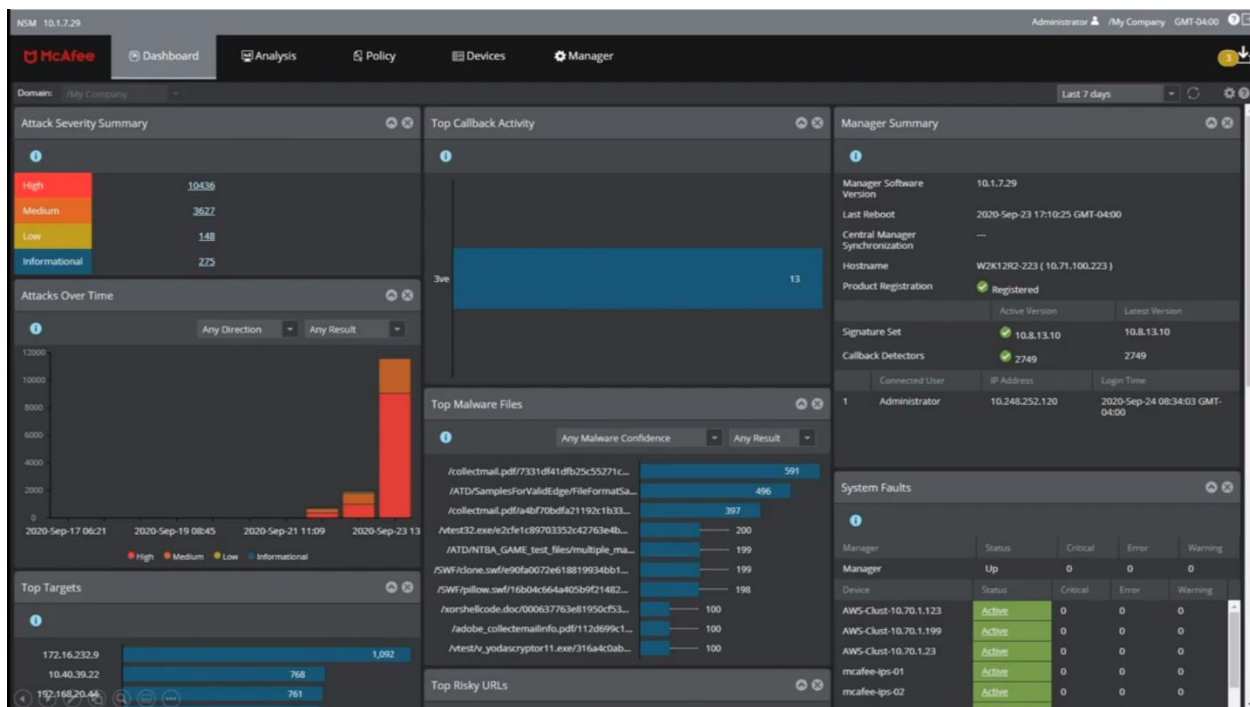 NSM 10.1.7.29
Administrator /My Company GMT-04:00
McAfee Dashboard Analysis Policy Devices Manager
3
Domain: /My Company
Last 7 days
Attack Severity Summary
High 10436
Medium 3627
Low 148
Informational 275
Attacks Over Time
Any Direction Any Result
12000
10000
8000
6000
4000
2000
0
2020-Sep-17 06:21 2020-Sep-19 08:45 2020-Sep-21 11:09 2020-Sep-23 13
High Medium Low Informational
Top Targets
172.16.232.9 1,092
10.40.39.22 768
192.168.20.44 761
Top Callback Activity
3ve 13
Top Malware Files
Any Malware Confidence Any Result
/collectmail.pdf/7331df41dfb25c55271c... 591
/ATD/SamplesForValidEdge/FileFormatSa... 496
/collectmail.pdf/a4bf70bdfa21192c1b33... 397
/vtest32.exe/e2cfe1c89703352c42763e4b... 200
/ATD/NTBA_GAME_test_files/multiple_ma... 199
/SWF/clone.swf/e90fa0072e618819934bb1... 199
/SWF/pillow.swf/16b04c664a405b9f21482... 198
/xorshellcode.doc/000637763e81950cf53... 100
/adobe_collectemailinfo.pdf/112d699c1... 100
/vtest/v_yodascryptor11.exe/316a4c0ab... 100
Top Risky URLs
Manager Summary
Manager Software Version 10.1.7.29
Last Reboot 2020-Sep-23 17:10:25 GMT-04:00
Central Manager Synchronization ---
Hostname W2K12R2-223 ( 10.71.100.223 )
Product Registration Registered
Active Version Latest Version
Signature Set 10.8.13.10 10.8.13.10
Callback Detectors 2749 2749
Connected User IP Address Login Time
1 Administrator 10.248.252.120 2020-Sep-24 08:34:03 GMT-04:00
System Faults
Manager Status Critical Error Warning
Manager Up 0 0 0
Device Status Critical Error Warning
AWS-Clust-10.70.1.123 Active 0 0 0
AWS-Clust-10.70.1.199 Active 0 0 0
AWS-Clust-10.70.1.23 Active 0 0 0
mcafee-ips-01 Active 0 0 0
mcafee-ips-02 Active 0 0 0